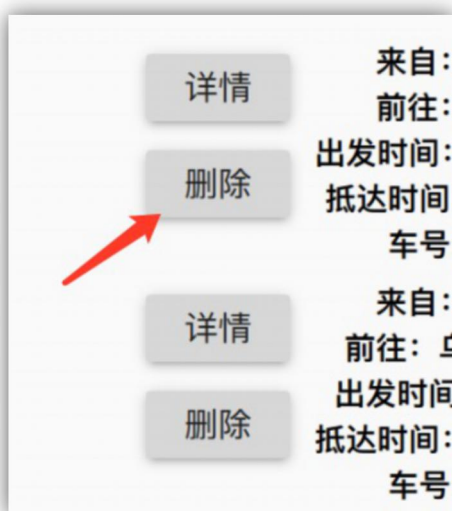 详情
删除
来自：
前往：
出发时间：
抵达时间
车号
详情
删除
来自：
前往：
出发时间
抵达时间：
车号